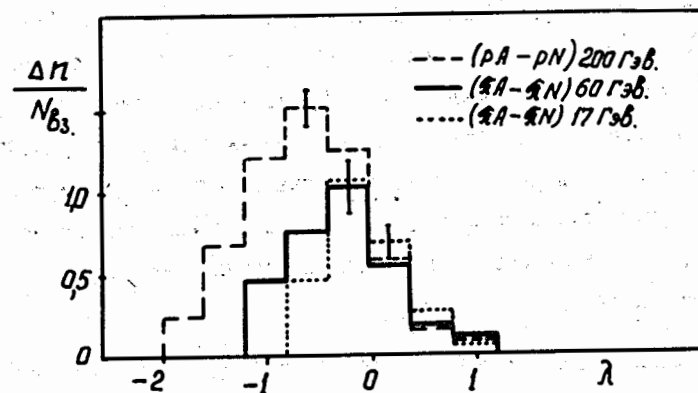 Δn
N вз.
--- (pA – pN) 200 Гэв.
— (πA – πN) 60 Гэв.
..... (πA – πN) 17 Гэв.
1,0
0,5
0
-2 -1 0 1 λ